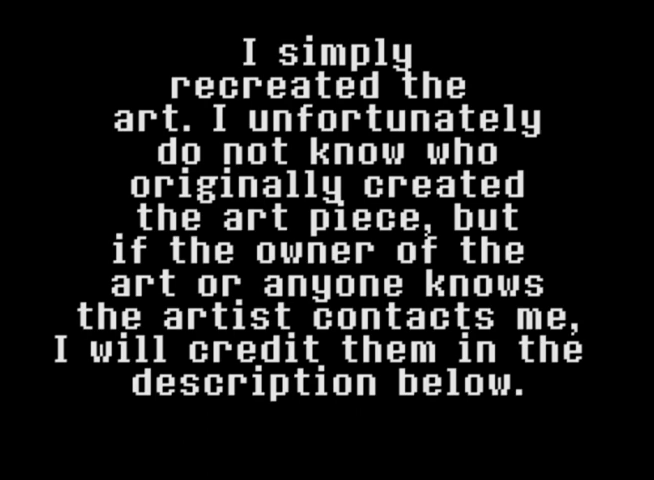 I simply
recreated the
art. I unfortunately
do not know who
originally created
the art piece, but
if the owner of the
art or anyone knows
the artist contacts me,
I will credit them in the
description below.